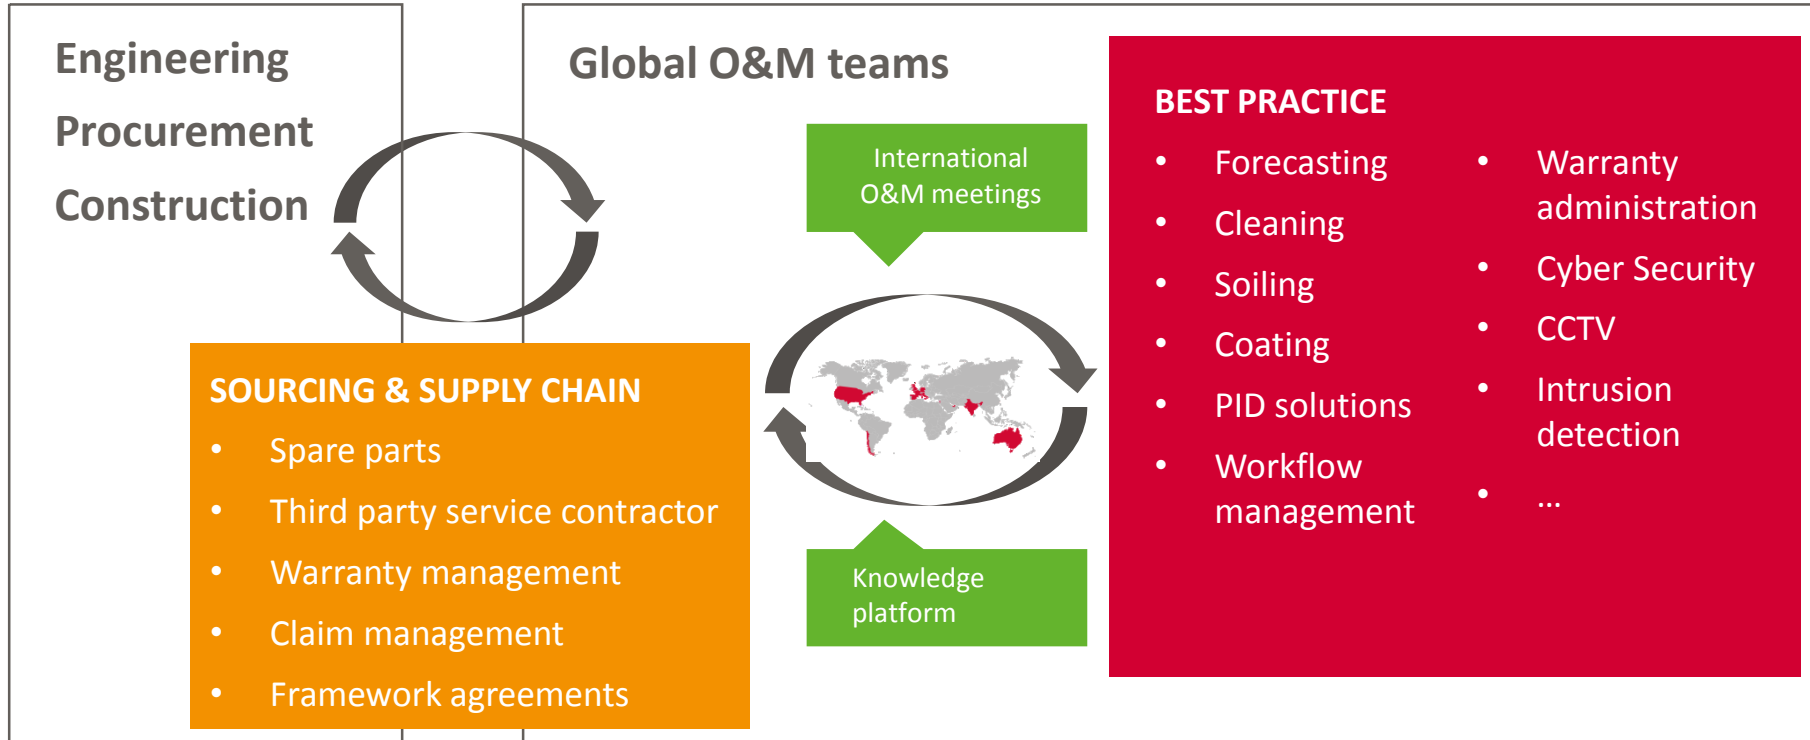 Engineering
Procurement
Construction
Global O&M teams
International
O&M meetings
Knowledge
platform
SOURCING & SUPPLY CHAIN
• Spare parts
• Third party service contractor
• Warranty management
• Claim management
• Framework agreements
BEST PRACTICE
• Forecasting
• Cleaning
• Soiling
• Coating
• PID solutions
• Workflow
management
• Warranty
administration
• Cyber Security
• CCTV
• Intrusion
detection
• ...